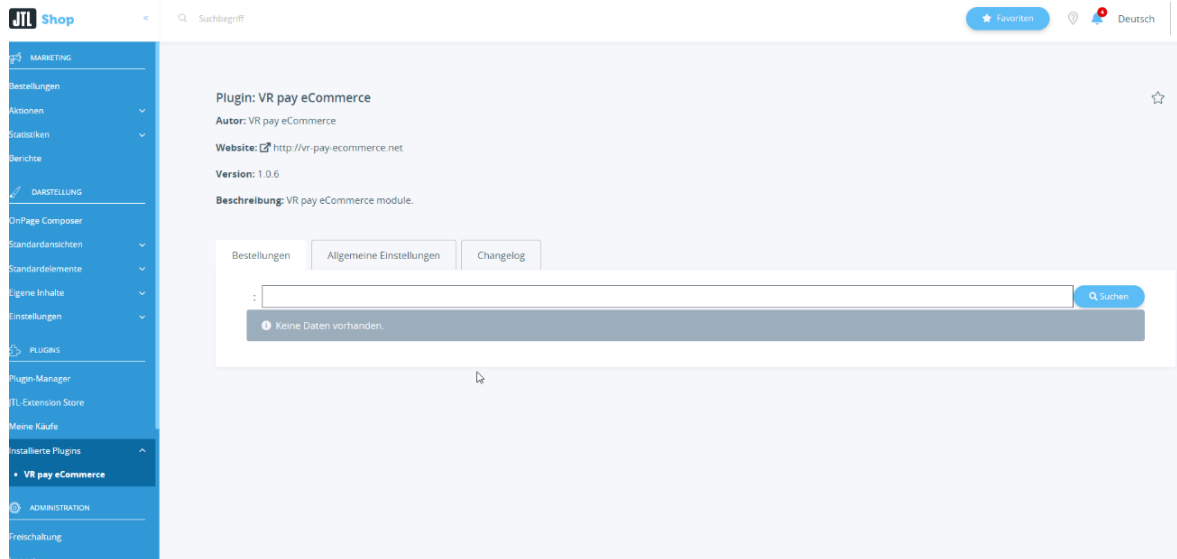 JTL Shop
«
Suchbegriff
Favoriten
4
Deutsch
MARKETING
Bestellungen
Aktionen
Statistiken
Berichte
DARSTELLUNG
OnPage Composer
Standardansichten
Standardelemente
Eigene Inhalte
Einstellungen
PLUGINS
Plugin-Manager
JTL-Extension Store
Meine Käufe
Installierte Plugins
• VR pay eCommerce
ADMINISTRATION
Freischaltung
Plugin: VR pay eCommerce
Autor: VR pay eCommerce
Website: http://vr-pay-ecommerce.net
Version: 1.0.6
Beschreibung: VR pay eCommerce module.
Bestellungen Allgemeine Einstellungen Changelog
: Suchen
Keine Daten vorhanden.